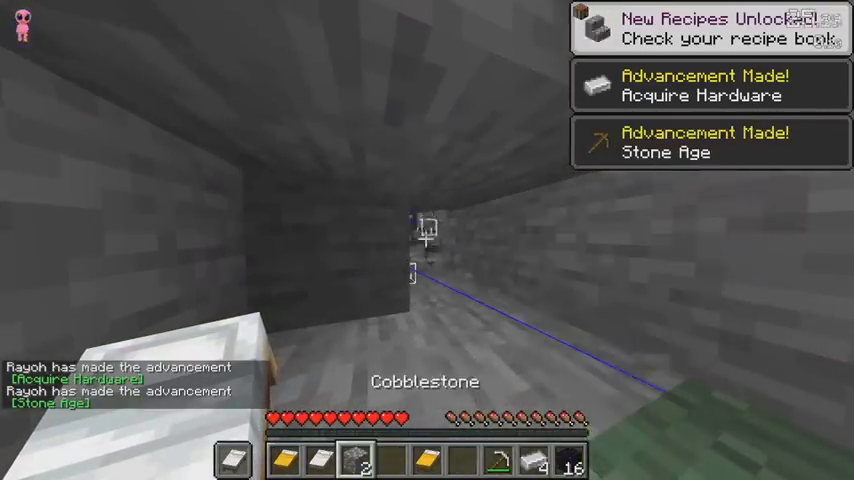 New Recipes Unlocked!
Check your recipe book
Advancement Made!
Acquire Hardware
Advancement Made!
Stone Age
Rayoh has made the advancement
[Acquire Hardware]
Rayoh has made the advancement
[Stone Age]
Cobblestone
2
4
16